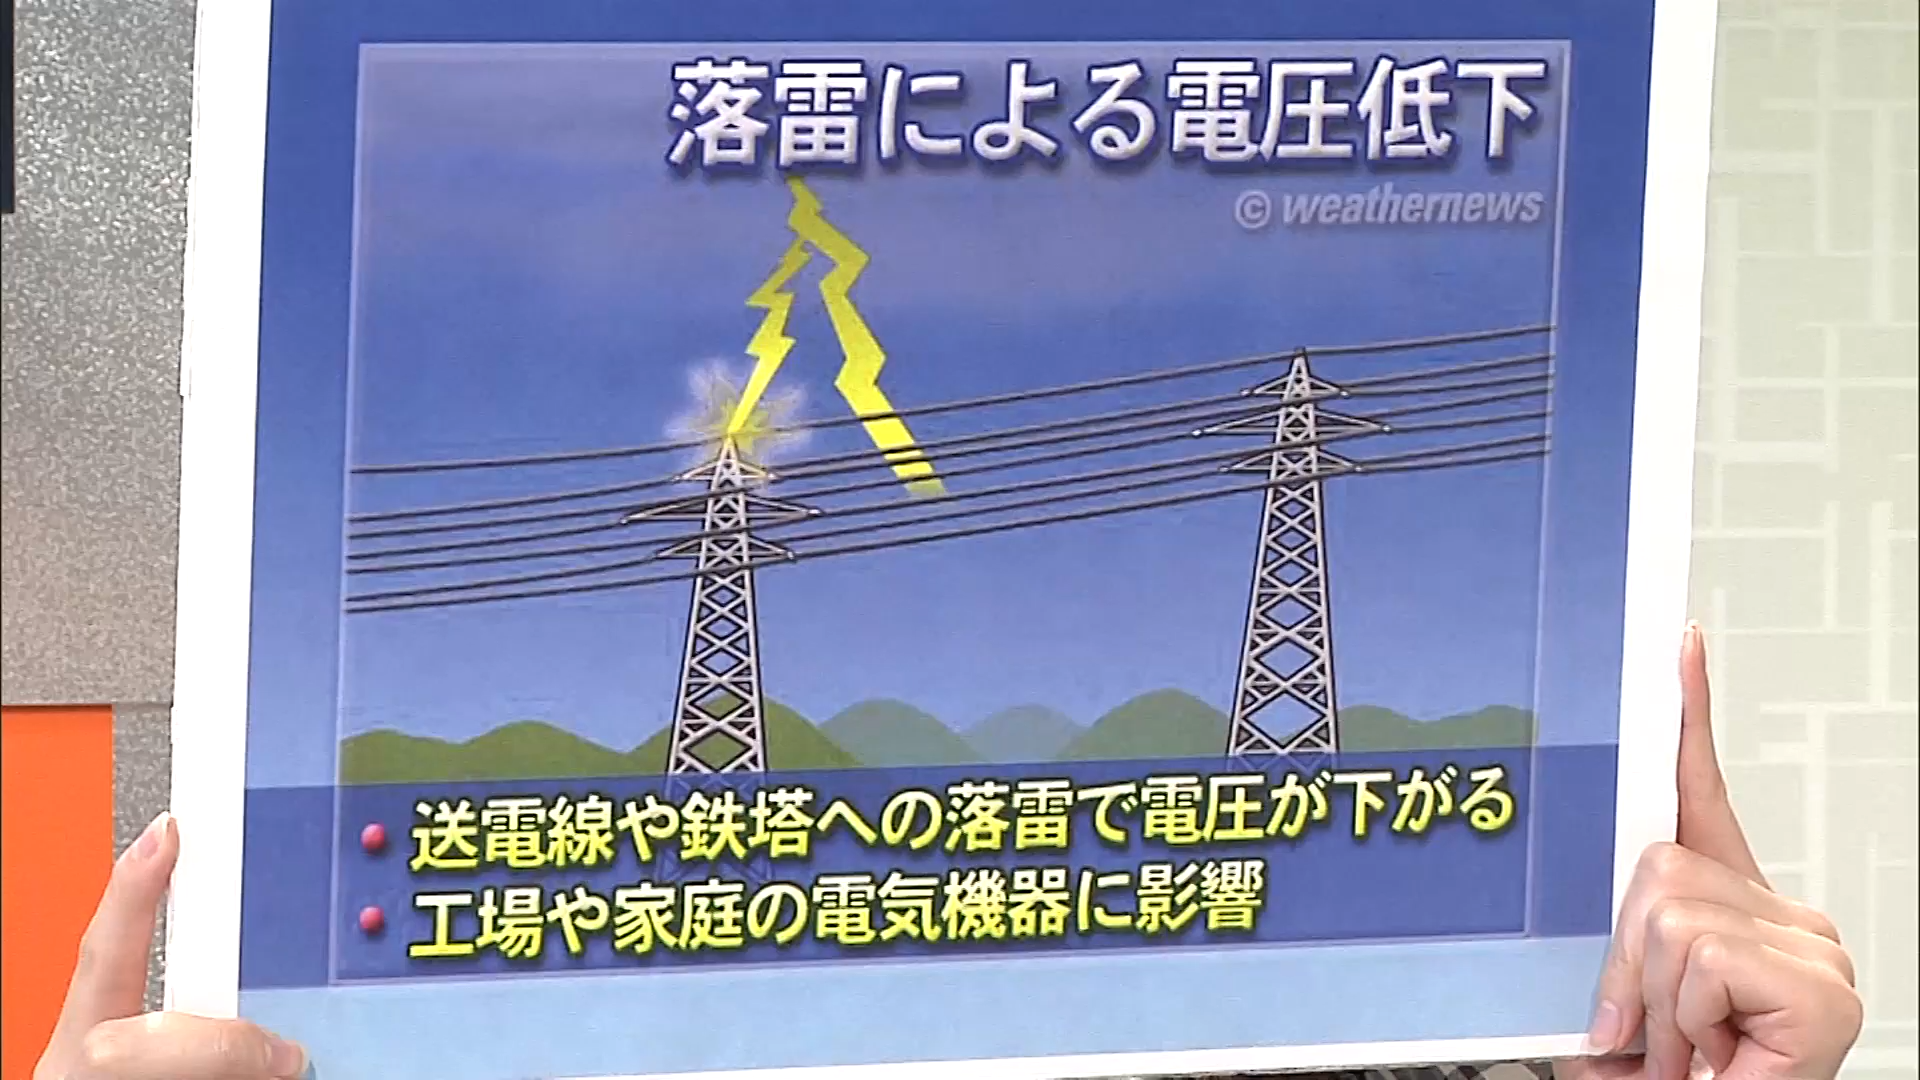 落雷による電圧低下
© weathernews
送電線や鉄塔への落雷で電圧が下がる
工場や家庭の電気機器に影響